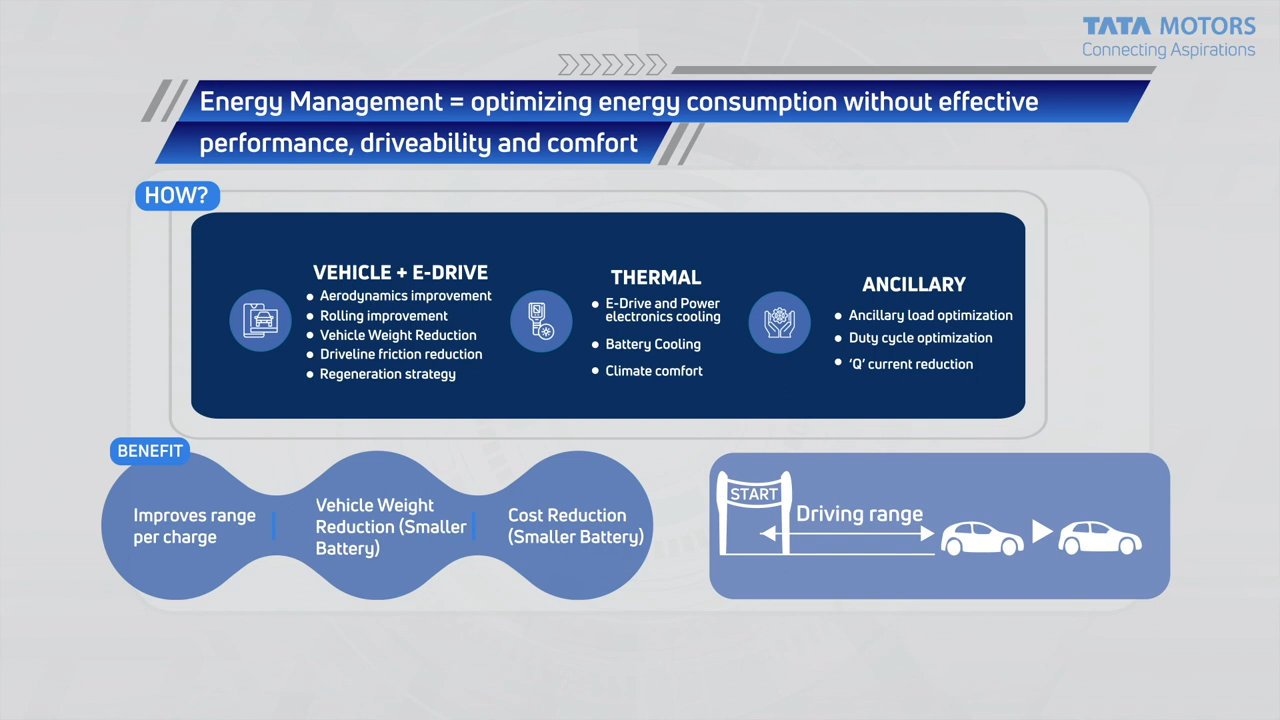 TATA MOTORS
Connecting Aspirations
Energy Management = optimizing energy consumption without effective
performance, driveability and comfort
HOW?
VEHICLE + E-DRIVE
Aerodynamics improvement
Rolling improvement
Vehicle Weight Reduction
Driveline friction reduction
Regeneration strategy
THERMAL
E-Drive and Power
electronics cooling
Battery Cooling
Climate comfort
ANCILLARY
Ancillary load optimization
Duty cycle optimization
‘Q’ current reduction
BENEFIT
Improves range
per charge
Vehicle Weight
Reduction (Smaller
Battery)
Cost Reduction
(Smaller Battery)
START
Driving range